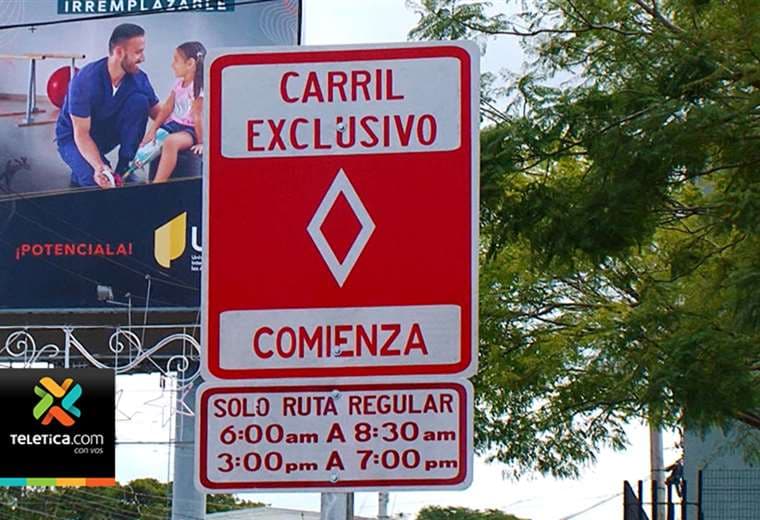 IRREMPLAZABLE
¡POTENCIALA!
CARRIL
EXCLUSIVO
COMIENZA
SOLO RUTA REGULAR
6:00am A 8:30am
3:00pm A 7:00pm
TELETICA.com
con vos